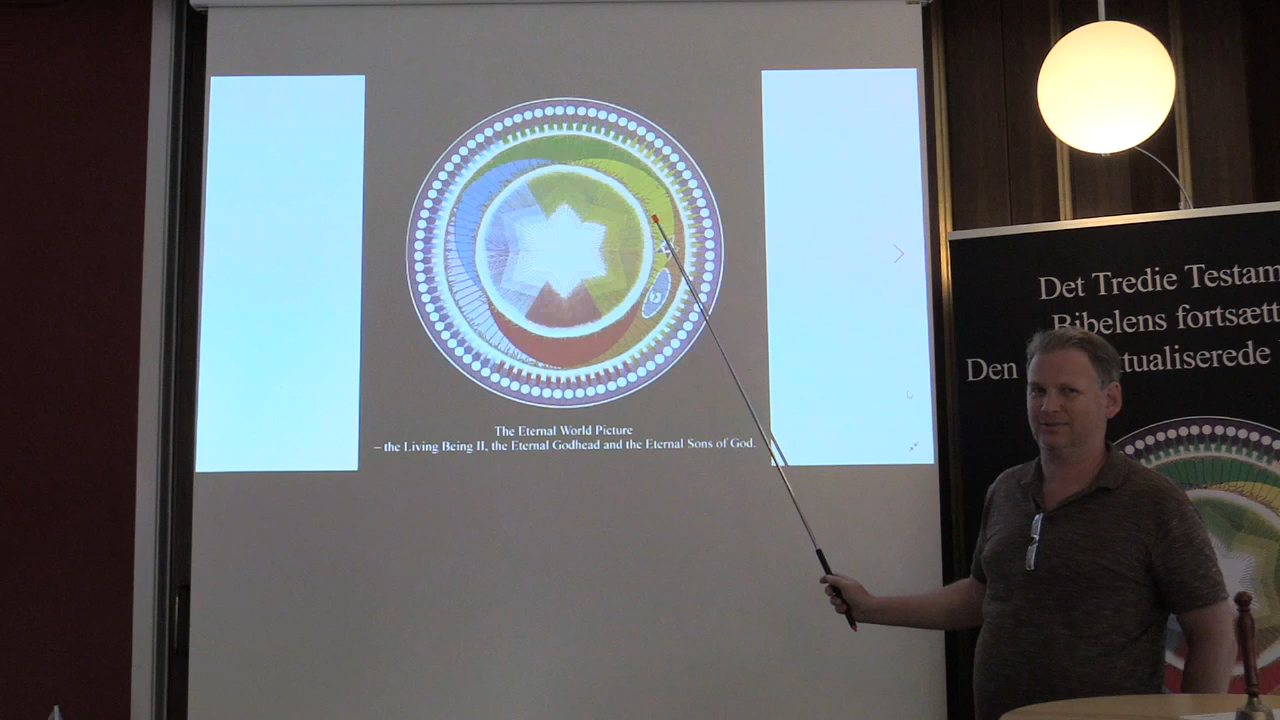 The Eternal World Picture
– the Living Being II, the Eternal Godhead and the Eternal Sons of God.
Det Tredie Testam
Bibelens fortsætt
Den tualiserede